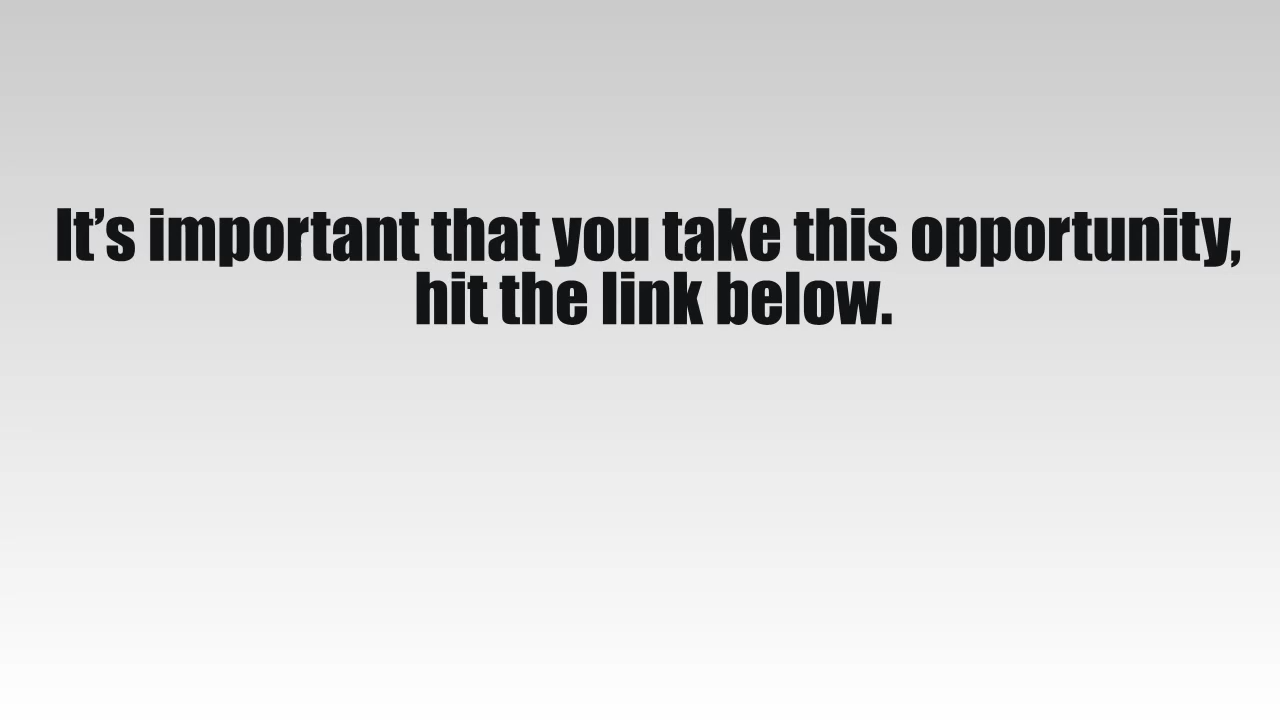 It’s important that you take this opportunity,
hit the link below.